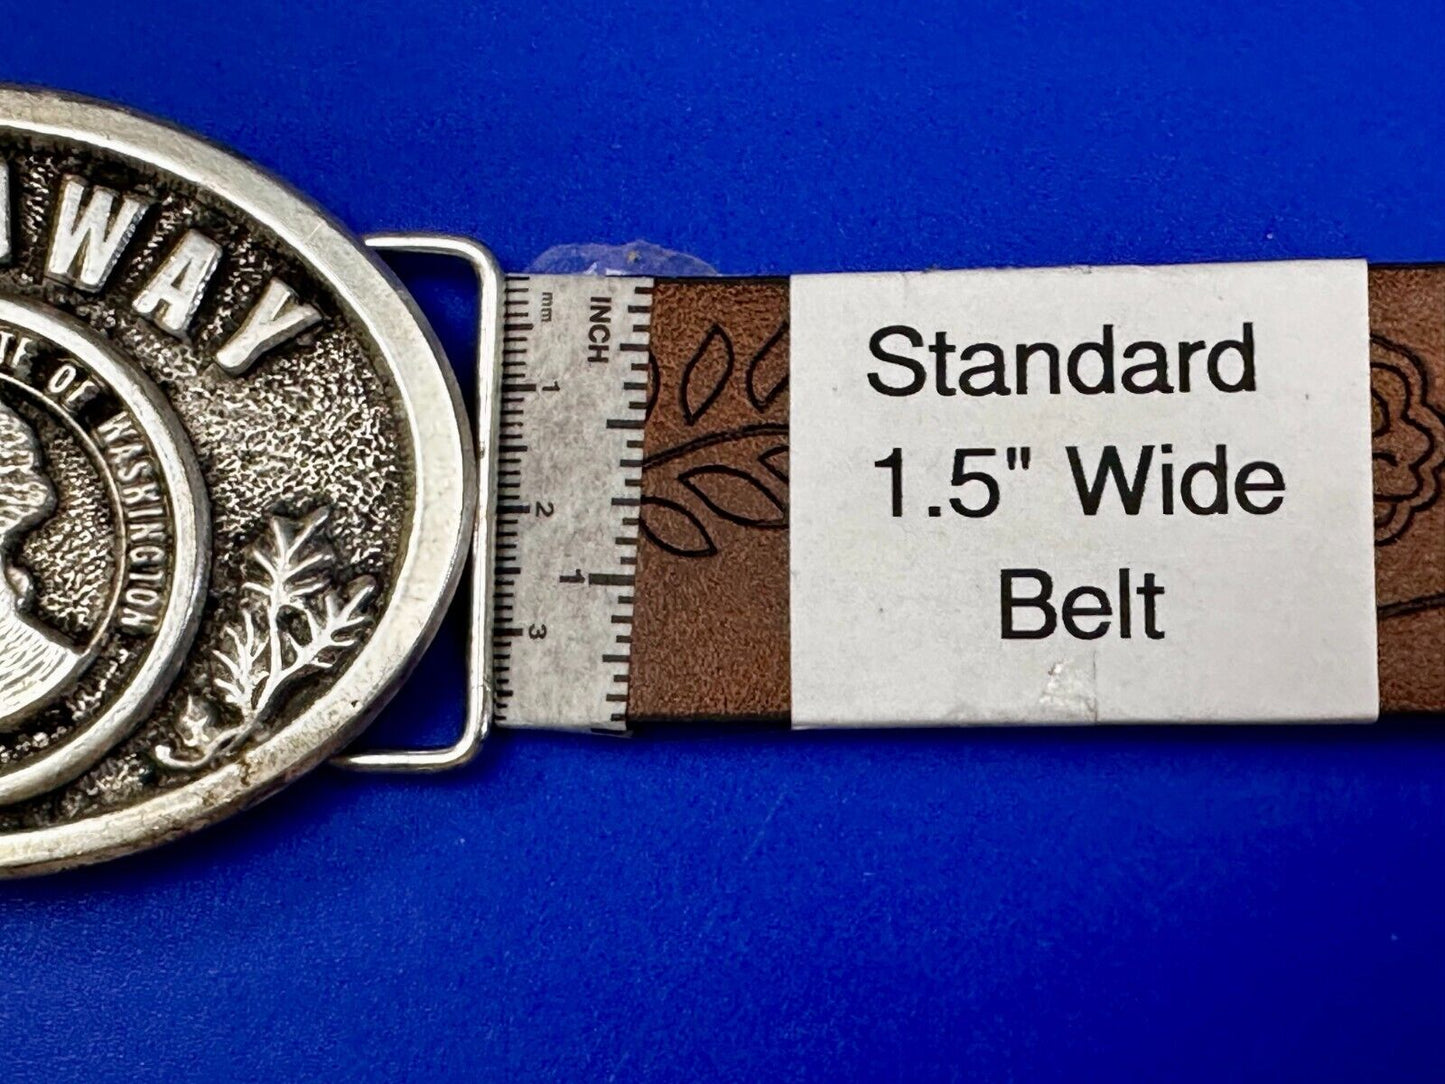 WAY
TE OF WASHINGTON
mm 1 2 3
INCH 1
Standard
1.5" Wide
Belt